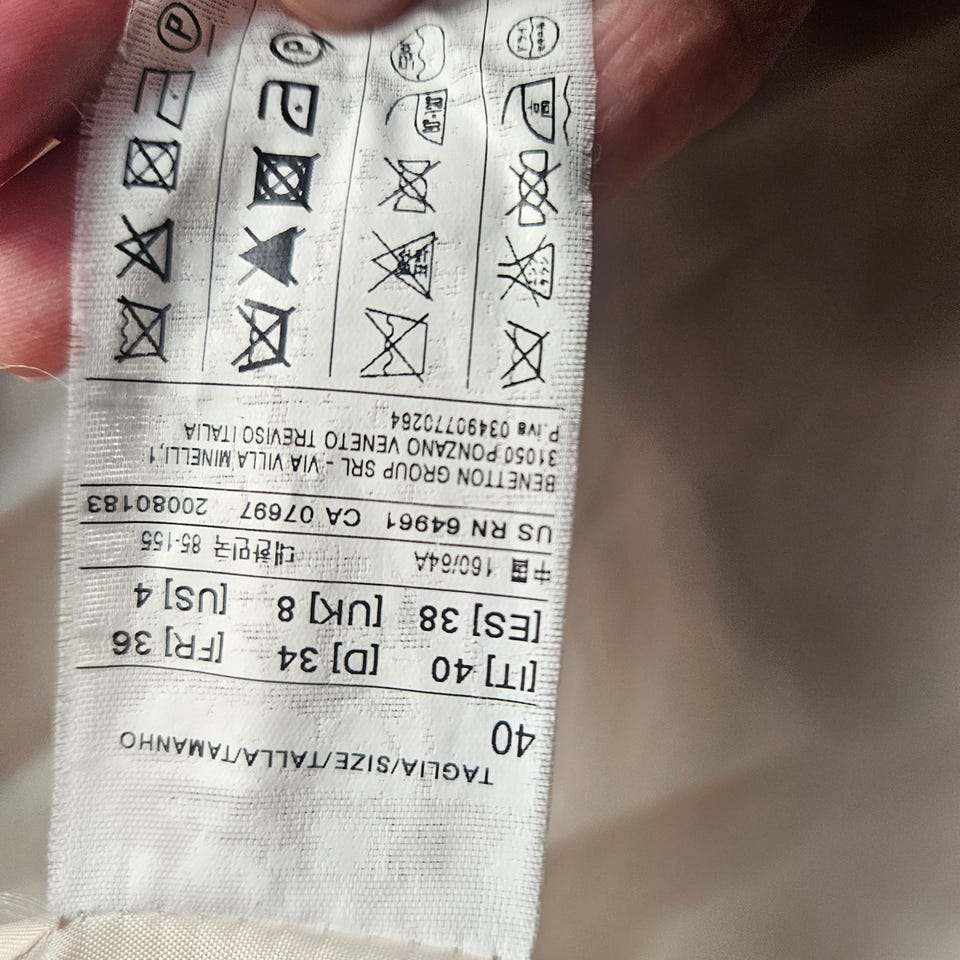 TAGLIA/SIZE/TALLA/TAMANHO
40
[IT] 40 [D] 34 [FR] 36
[ES] 38 [UK] 8 [US] 4
中國 160/84A 대한민국 85-155
US RN 64961 CA 07697 20080183
BENETTON GROUP SRL - VIA VILLA MINELLI,1
31050 PONZANO VENETO TREVISO ITALIA
P.iva 03490770264
P P